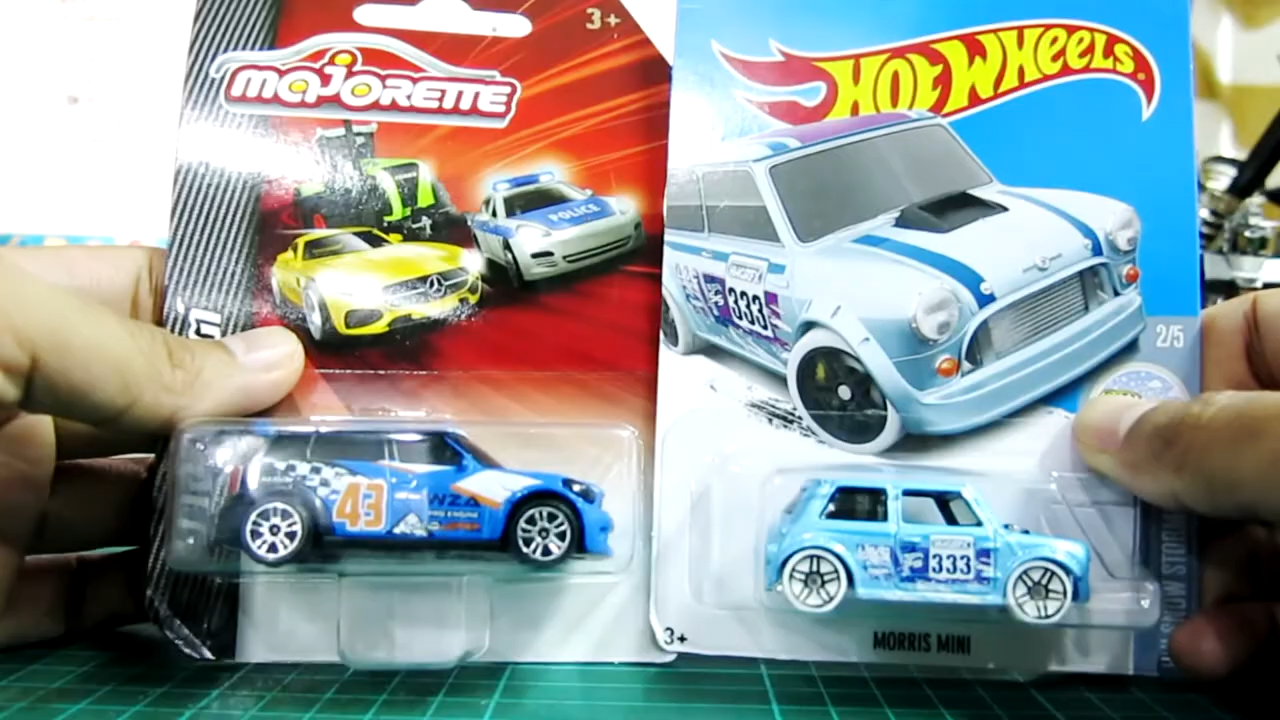 3+
MAJORETTE
POLICE
43
HOT WHEELS
333
2/5
333
3+
MORRIS MINI